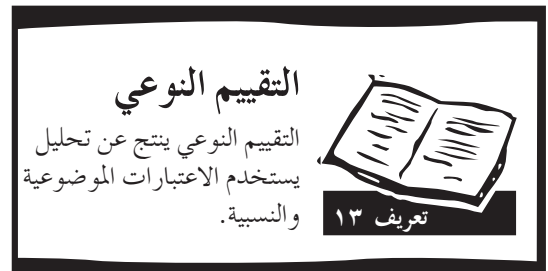 التقييم النوعي
التقييم النوعي ينتج عن تحليل
يستخدم الاعتبارات الموضوعية
والنسبية.
تعريف ١٣